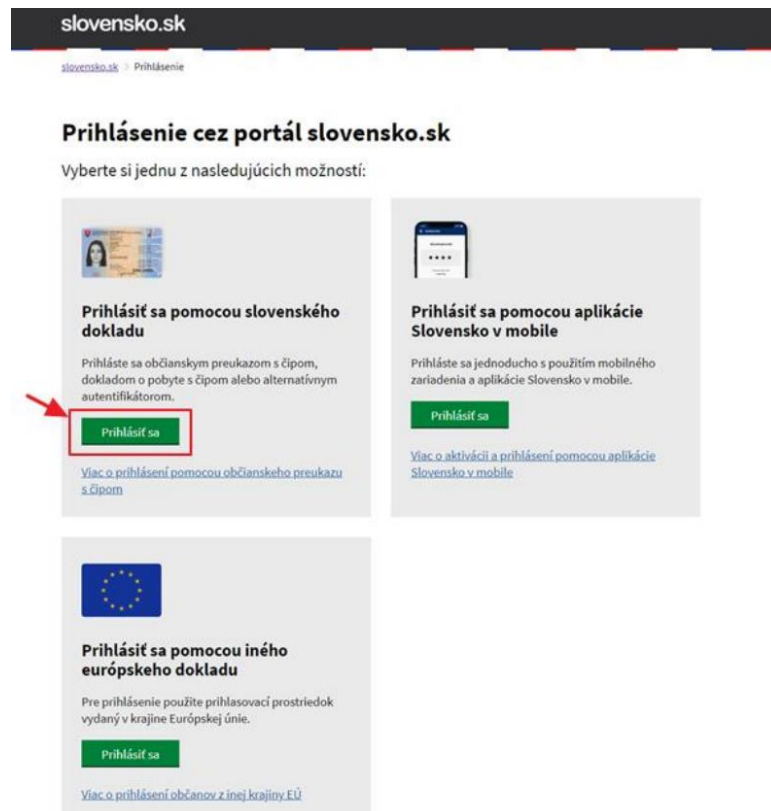 slovensko.sk
slovensko.sk > Prihlásenie
Prihlásenie cez portál slovensko.sk
Vyberte si jednu z nasledujúcich možností:
Prihlásiť sa pomocou slovenského
dokladu
Prihláste sa občianskym preukazom s čipom,
dokladom o pobyte s čipom alebo alternatívnym
autentifikátorom.
Prihlásiť sa
Viac o prihlásení pomocou občianskeho preukazu
s čipom
Prihlásiť sa pomocou aplikácie
Slovensko v mobile
Prihláste sa jednoducho s použitím mobilného
zariadenia a aplikácie Slovensko v mobile.
Prihlásiť sa
Viac o aktivácii a prihlásení pomocou aplikácie
Slovensko v mobile
Prihlásiť sa pomocou iného
európskeho dokladu
Pre prihlásenie použite prihlasovací prostriedok
vydaný v krajine Európskej únie.
Prihlásiť sa
Viac o prihlásení občanov z inej krajiny EÚ